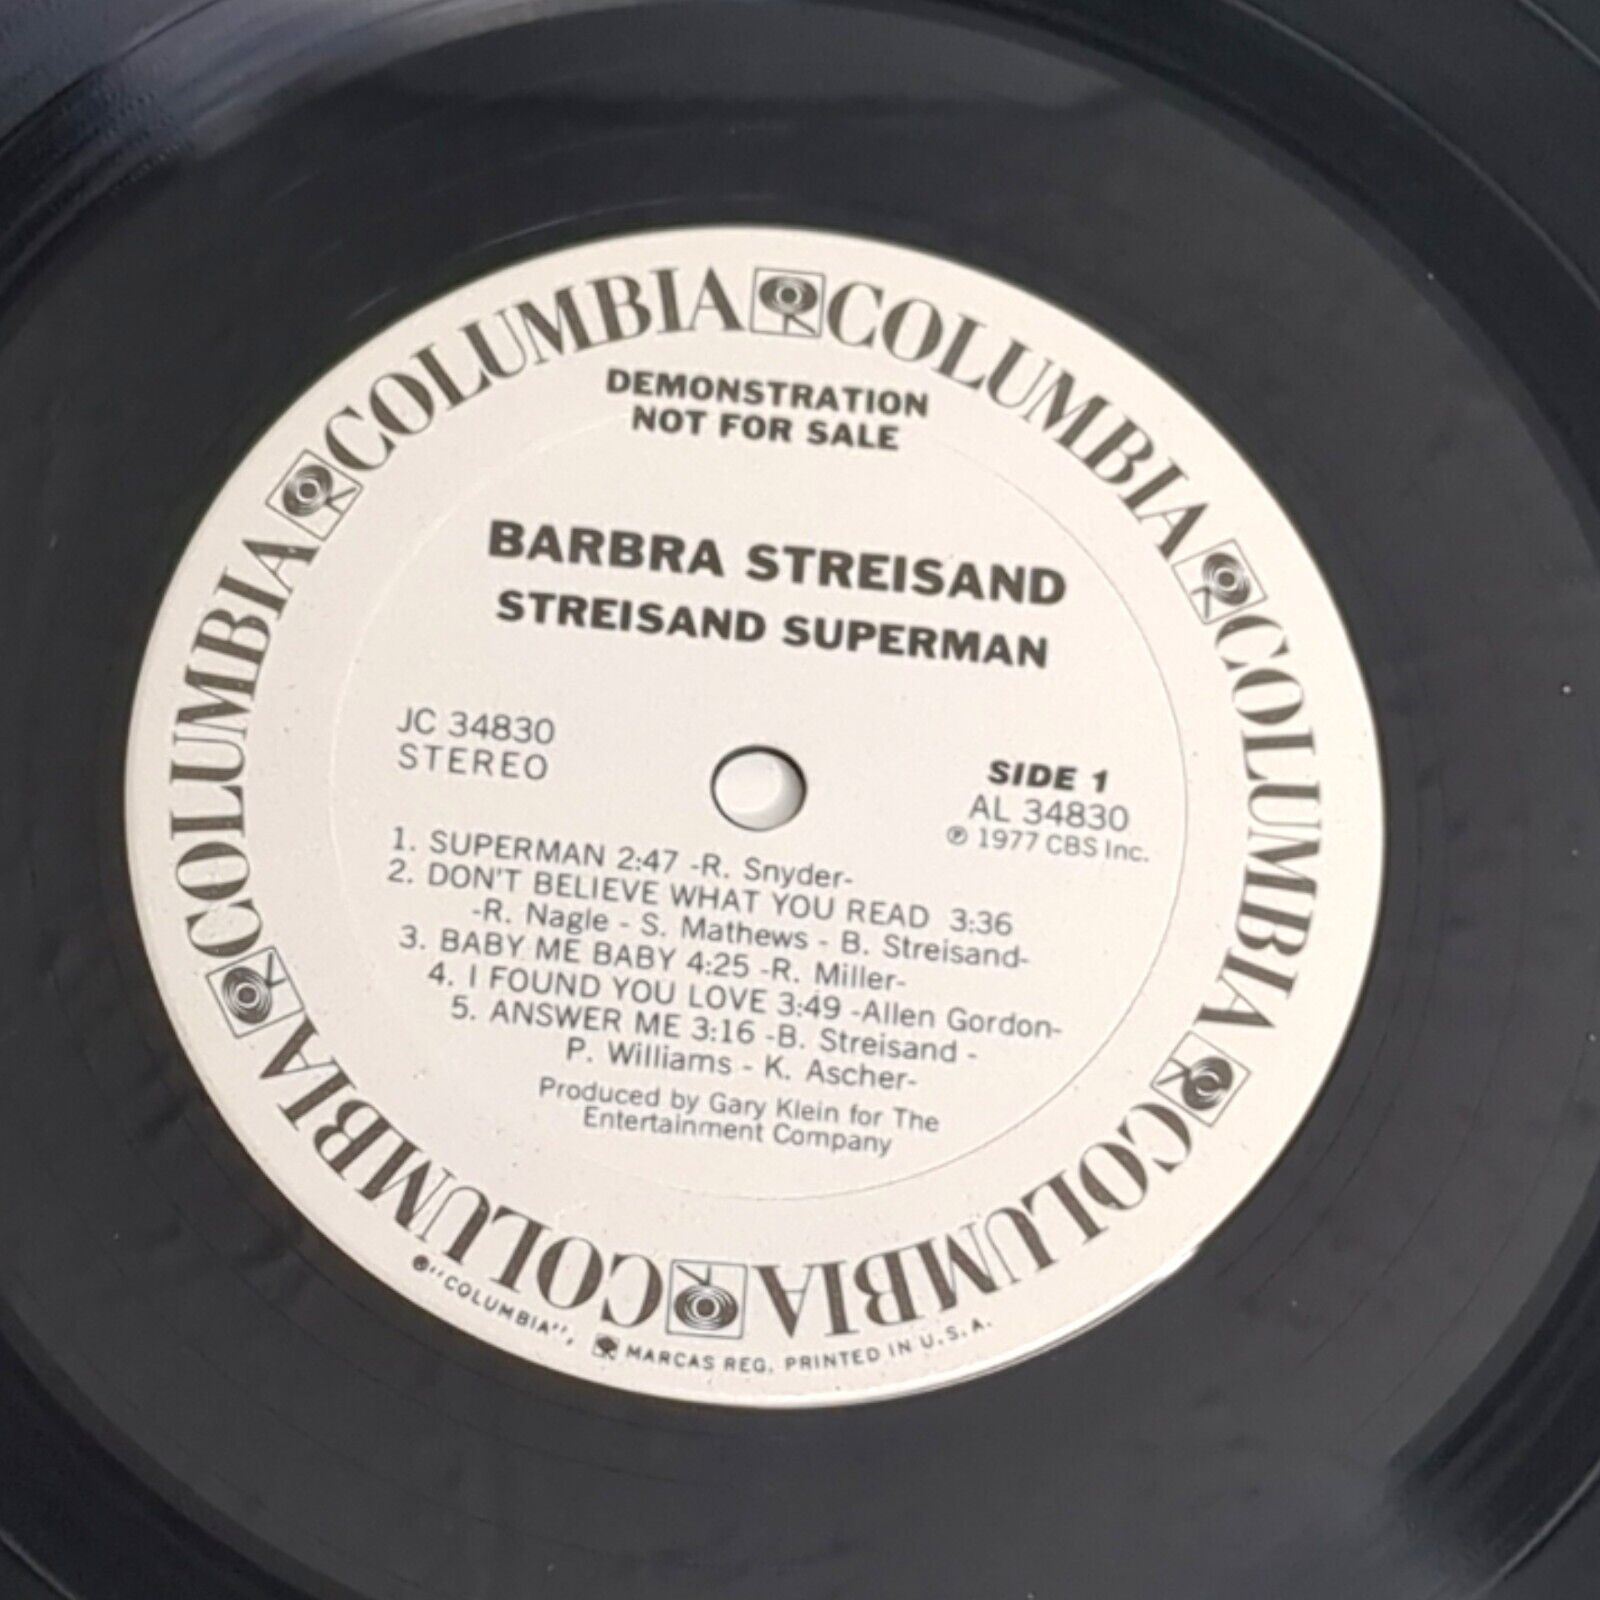 COLUMBIA COLUMBIA COLUMBIA COLUMBIA COLUMBIA COLUMBIA
DEMONSTRATION
NOT FOR SALE
BARBRA STREISAND
STREISAND SUPERMAN
JC 34830
STEREO
SIDE 1
AL 34830
℗ 1977 CBS Inc.
1. SUPERMAN 2:47 -R. Snyder-
2. DON'T BELIEVE WHAT YOU READ 3:36
-R. Nagle - S. Mathews - B. Streisand-
3. BABY ME BABY 4:25 -R. Miller-
4. I FOUND YOU LOVE 3:49 -Allen Gordon-
5. ANSWER ME 3:16 -B. Streisand -
P. Williams - K. Ascher-
Produced by Gary Klein for The
Entertainment Company
"COLUMBIA", MARCAS REG. PRINTED IN U.S.A.